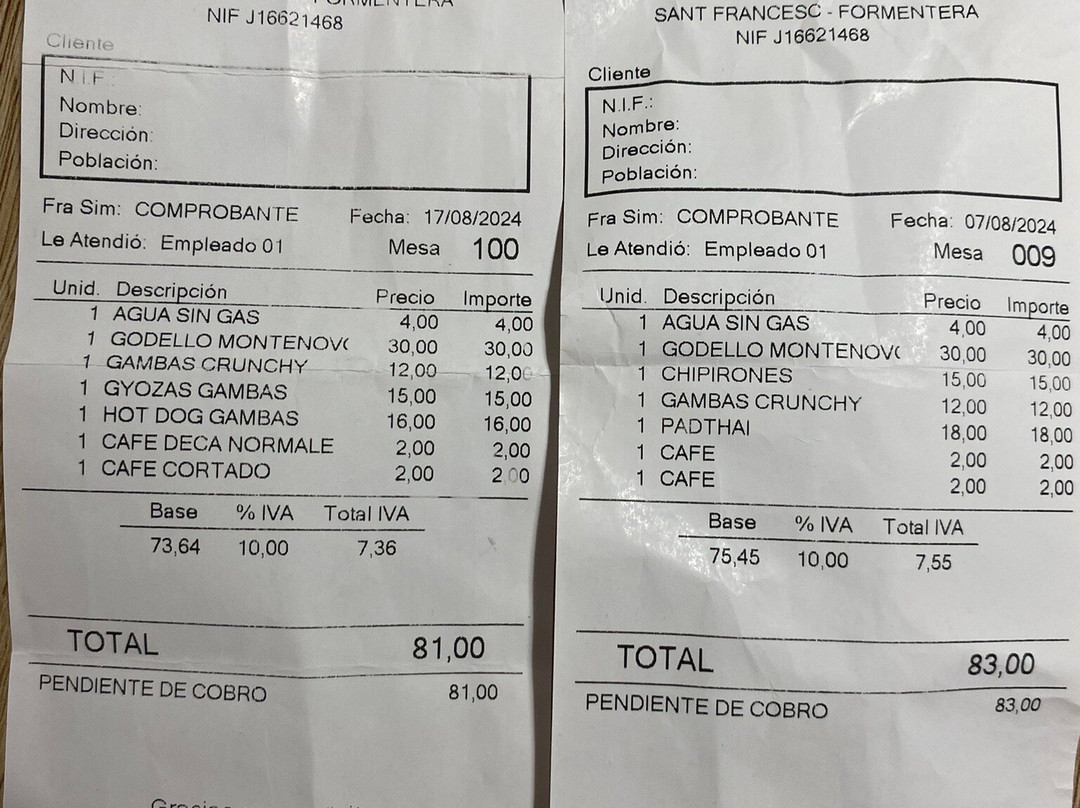 FORMENTERA
NIF J16621468
Cliente
N.I.F.:
Nombre:
Dirección:
Población:
Fra Sim: COMPROBANTE Fecha: 17/08/2024
Le Atendió: Empleado 01 Mesa 100
Unid. Descripción Precio Importe
1 AGUA SIN GAS 4,00 4,00
1 GODELLO MONTENOVO 30,00 30,00
1 GAMBAS CRUNCHY 12,00 12,00
1 GYOZAS GAMBAS 15,00 15,00
1 HOT DOG GAMBAS 16,00 16,00
1 CAFE DECA NORMALE 2,00 2,00
1 CAFE CORTADO 2,00 2,00
Base % IVA Total IVA
73,64 10,00 7,36
TOTAL 81,00
PENDIENTE DE COBRO 81,00
SANT FRANCESC - FORMENTERA
NIF J16621468
Cliente
N.I.F.:
Nombre:
Dirección:
Población:
Fra Sim: COMPROBANTE Fecha: 07/08/2024
Le Atendió: Empleado 01 Mesa 009
Unid. Descripción Precio Importe
1 AGUA SIN GAS 4,00 4,00
1 GODELLO MONTENOVO 30,00 30,00
1 CHIPIRONES 15,00 15,00
1 GAMBAS CRUNCHY 12,00 12,00
1 PADTHAI 18,00 18,00
1 CAFE 2,00 2,00
1 CAFE 2,00 2,00
Base % IVA Total IVA
75,45 10,00 7,55
TOTAL 83,00
PENDIENTE DE COBRO 83,00